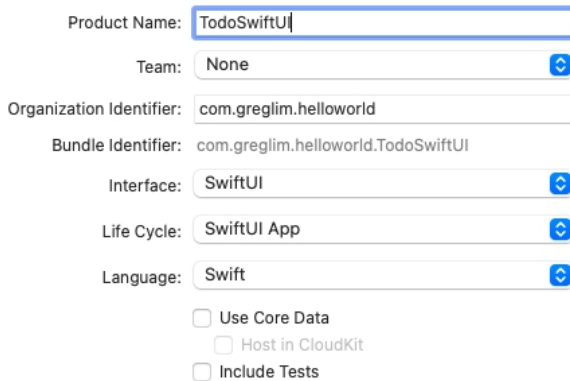 Product Name: TodoSwiftUI
Team: None
Organization Identifier: com.greglim.helloworld
Bundle Identifier: com.greglim.helloworld.TodoSwiftUI
Interface: SwiftUI
Life Cycle: SwiftUI App
Language: Swift
Use Core Data
Host in CloudKit
Include Tests